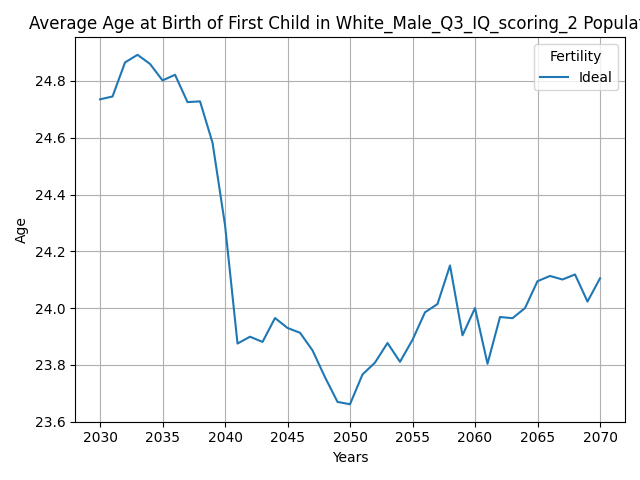 Average Age at Birth of First Child in White_Male_Q3_IQ_scoring_2
Fertility
Ideal
24.8
24.6
24.4
24.2
24.0
23.8
23.6
Age
2030 2035 2040 2045 2050 2055 2060 2065 2070
Years